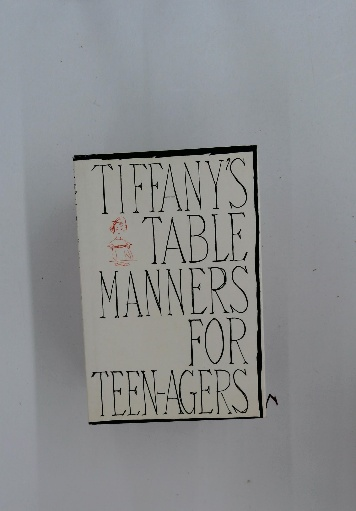 TIFFANY'S
TABLE
MANNERS
FOR
TEEN-AGERS